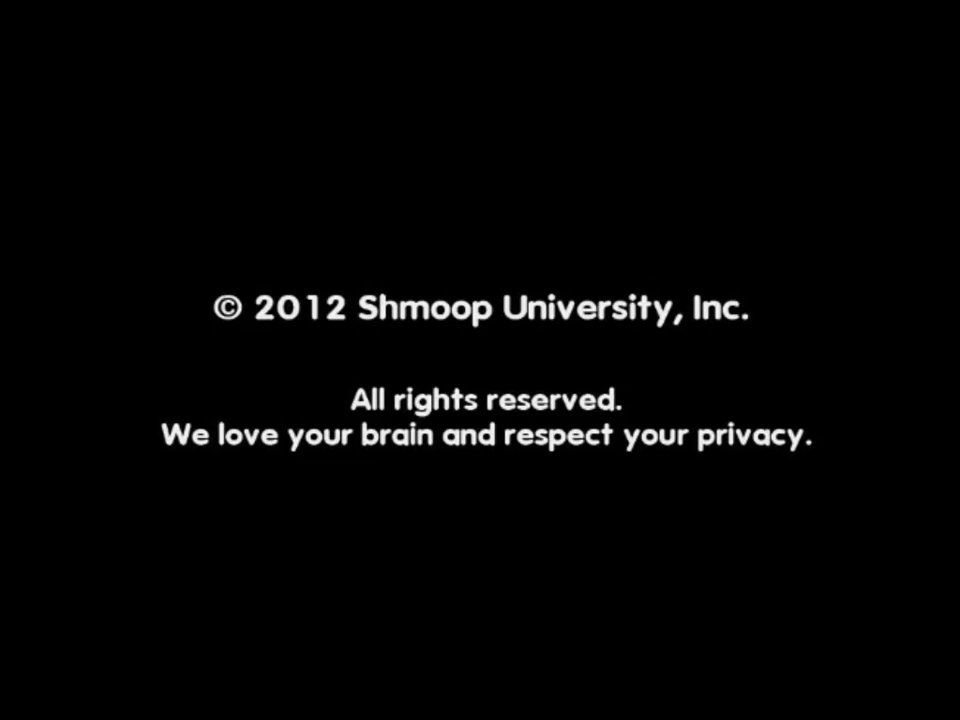 © 2012 Shmoop University, Inc.
All rights reserved.
We love your brain and respect your privacy.